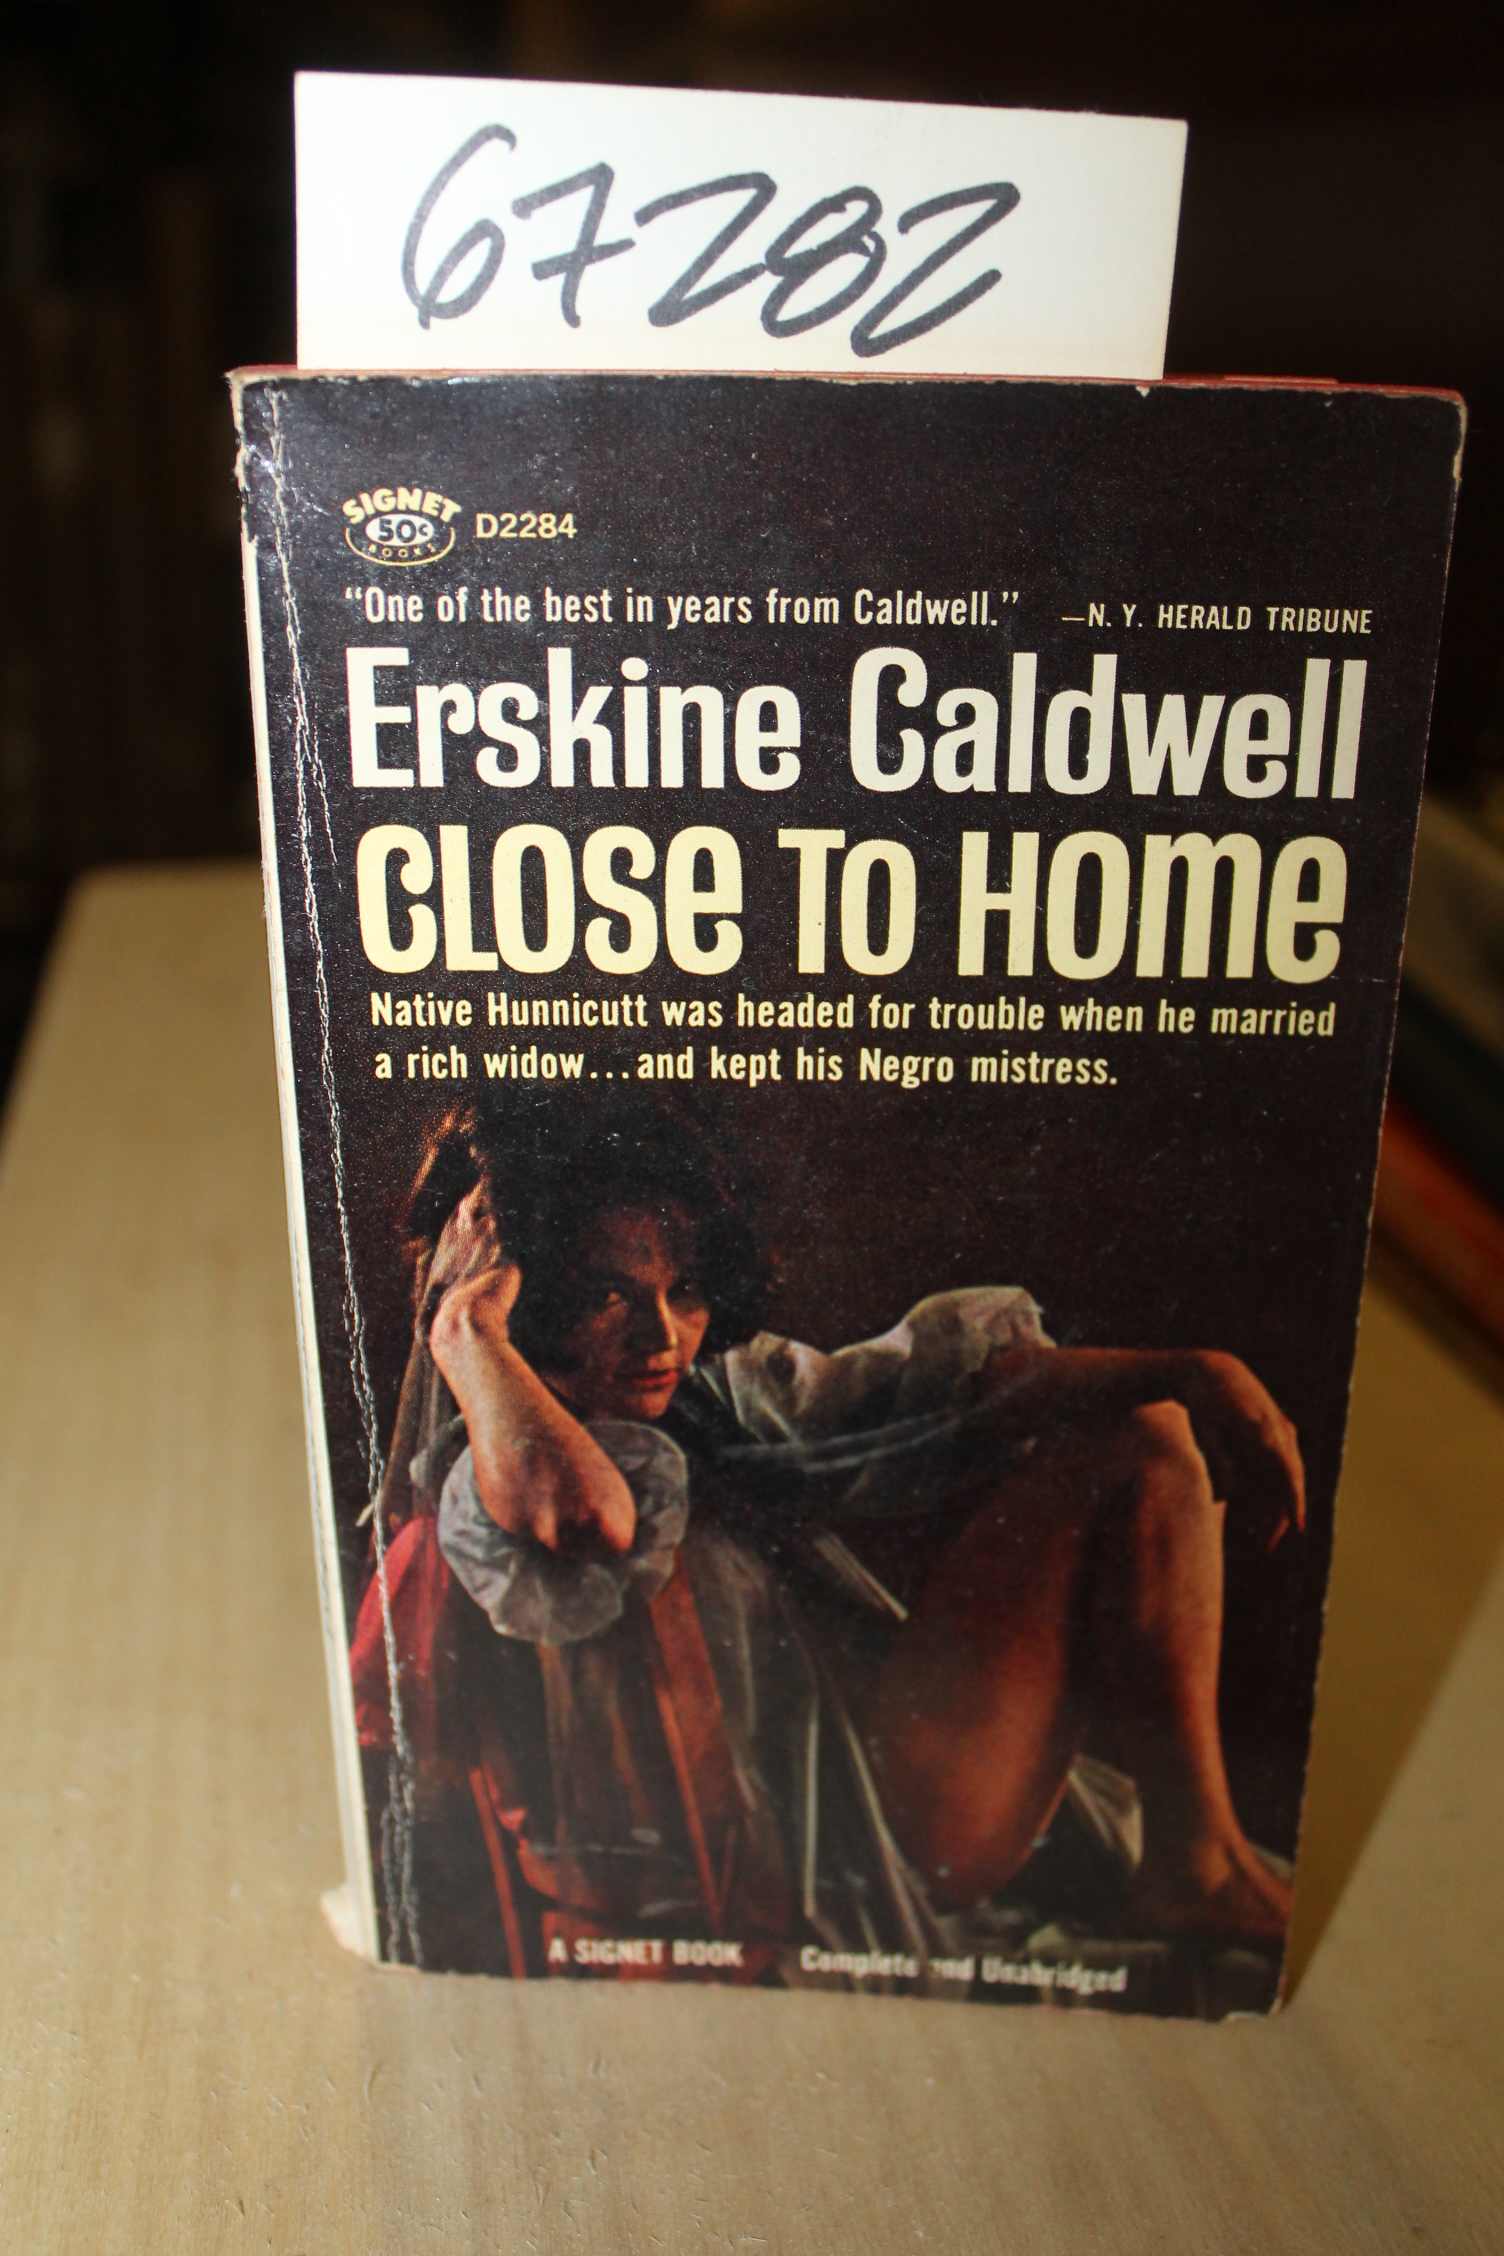 67282
SIGNET
50¢
BOOKS
D2284
“One of the best in years from Caldwell.” —N. Y. HERALD TRIBUNE
Erskine Caldwell
CLOSe TO HOme
Native Hunnicutt was headed for trouble when he married
a rich widow...and kept his Negro mistress.
A SIGNET BOOK Complete and Unabridged